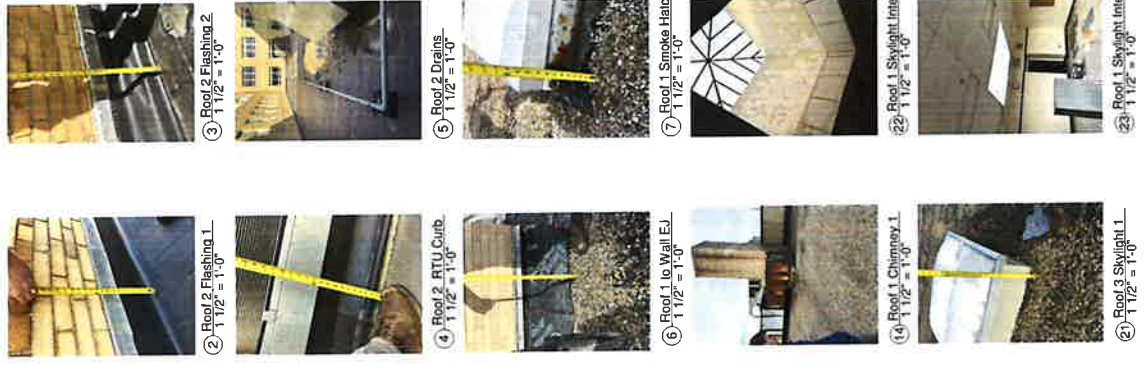 2 Roof 2 Flashing 1
1 1/2" = 1'-0"
3 Roof 2 Flashing 2
1 1/2" = 1'-0"
4 Roof 2 RTU Curb
1 1/2" = 1'-0"
5 Roof 2 Drains
1 1/2" = 1'-0"
6 Roof 1 to Wall EJ
1 1/2" = 1'-0"
7 Roof 1 Smoke Hatc
1 1/2" = 1'-0"
14 Roof 1 Chimney 1
1 1/2" = 1'-0"
22 Roof 1 Skylight Inte
1 1/2" = 1'-0"
21 Roof 3 Skylight 1
1 1/2" = 1'-0"
23 Roof 1 Skylight Inte
1 1/2" = 1'-0"